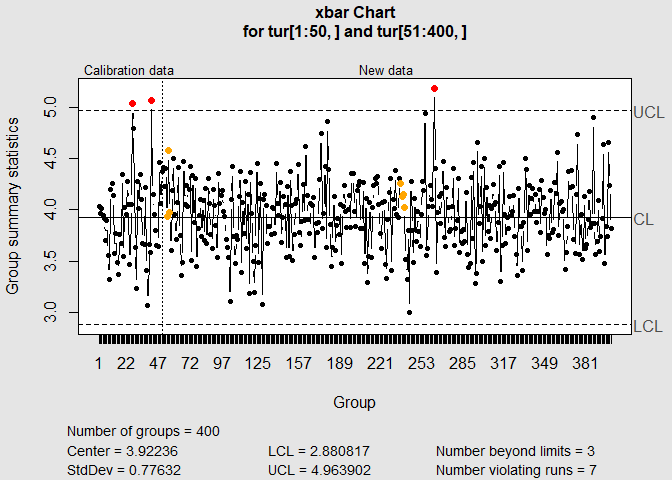 xbar Chart
for tur[1:50, ] and tur[51:400, ]
Calibration data New data
Group summary statistics
5.0
4.5
4.0
3.5
3.0
UCL
CL
LCL
1 22 47 72 97 125 157 189 221 253 285 317 349 381
Group
Number of groups = 400
Center = 3.92236 LCL = 2.880817 Number beyond limits = 3
StdDev = 0.77632 UCL = 4.963902 Number violating runs = 7